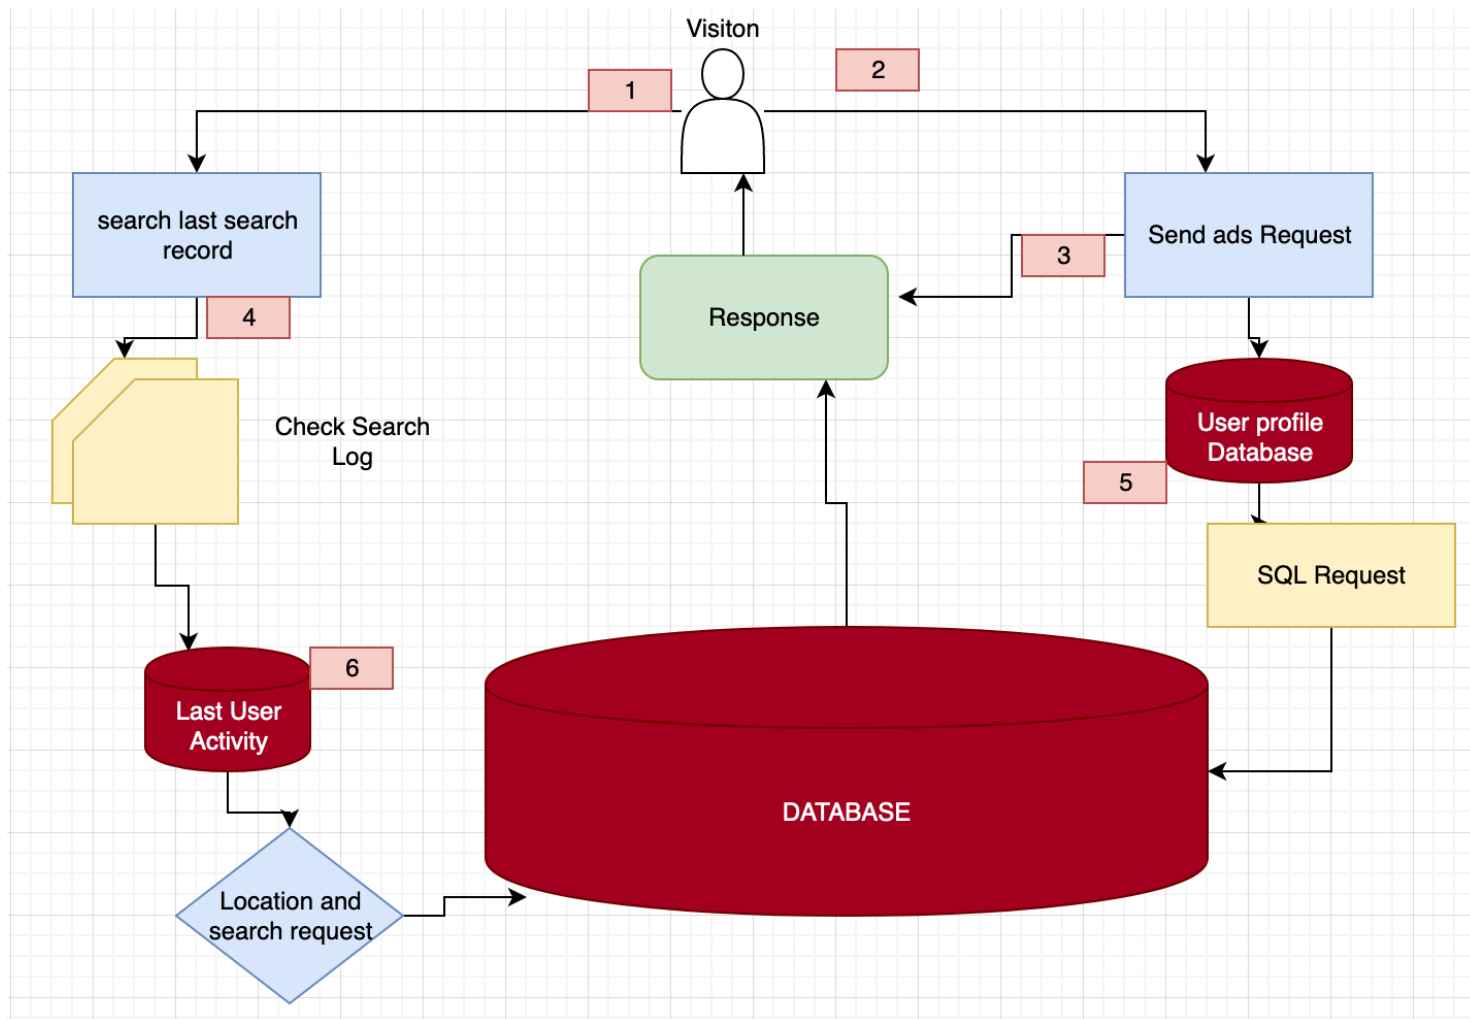 Visiton
1
2
search last search
record
Send ads Request
3
4
Response
Check Search
Log
User profile
Database
5
SQL Request
6
Last User
Activity
DATABASE
Location and
search request